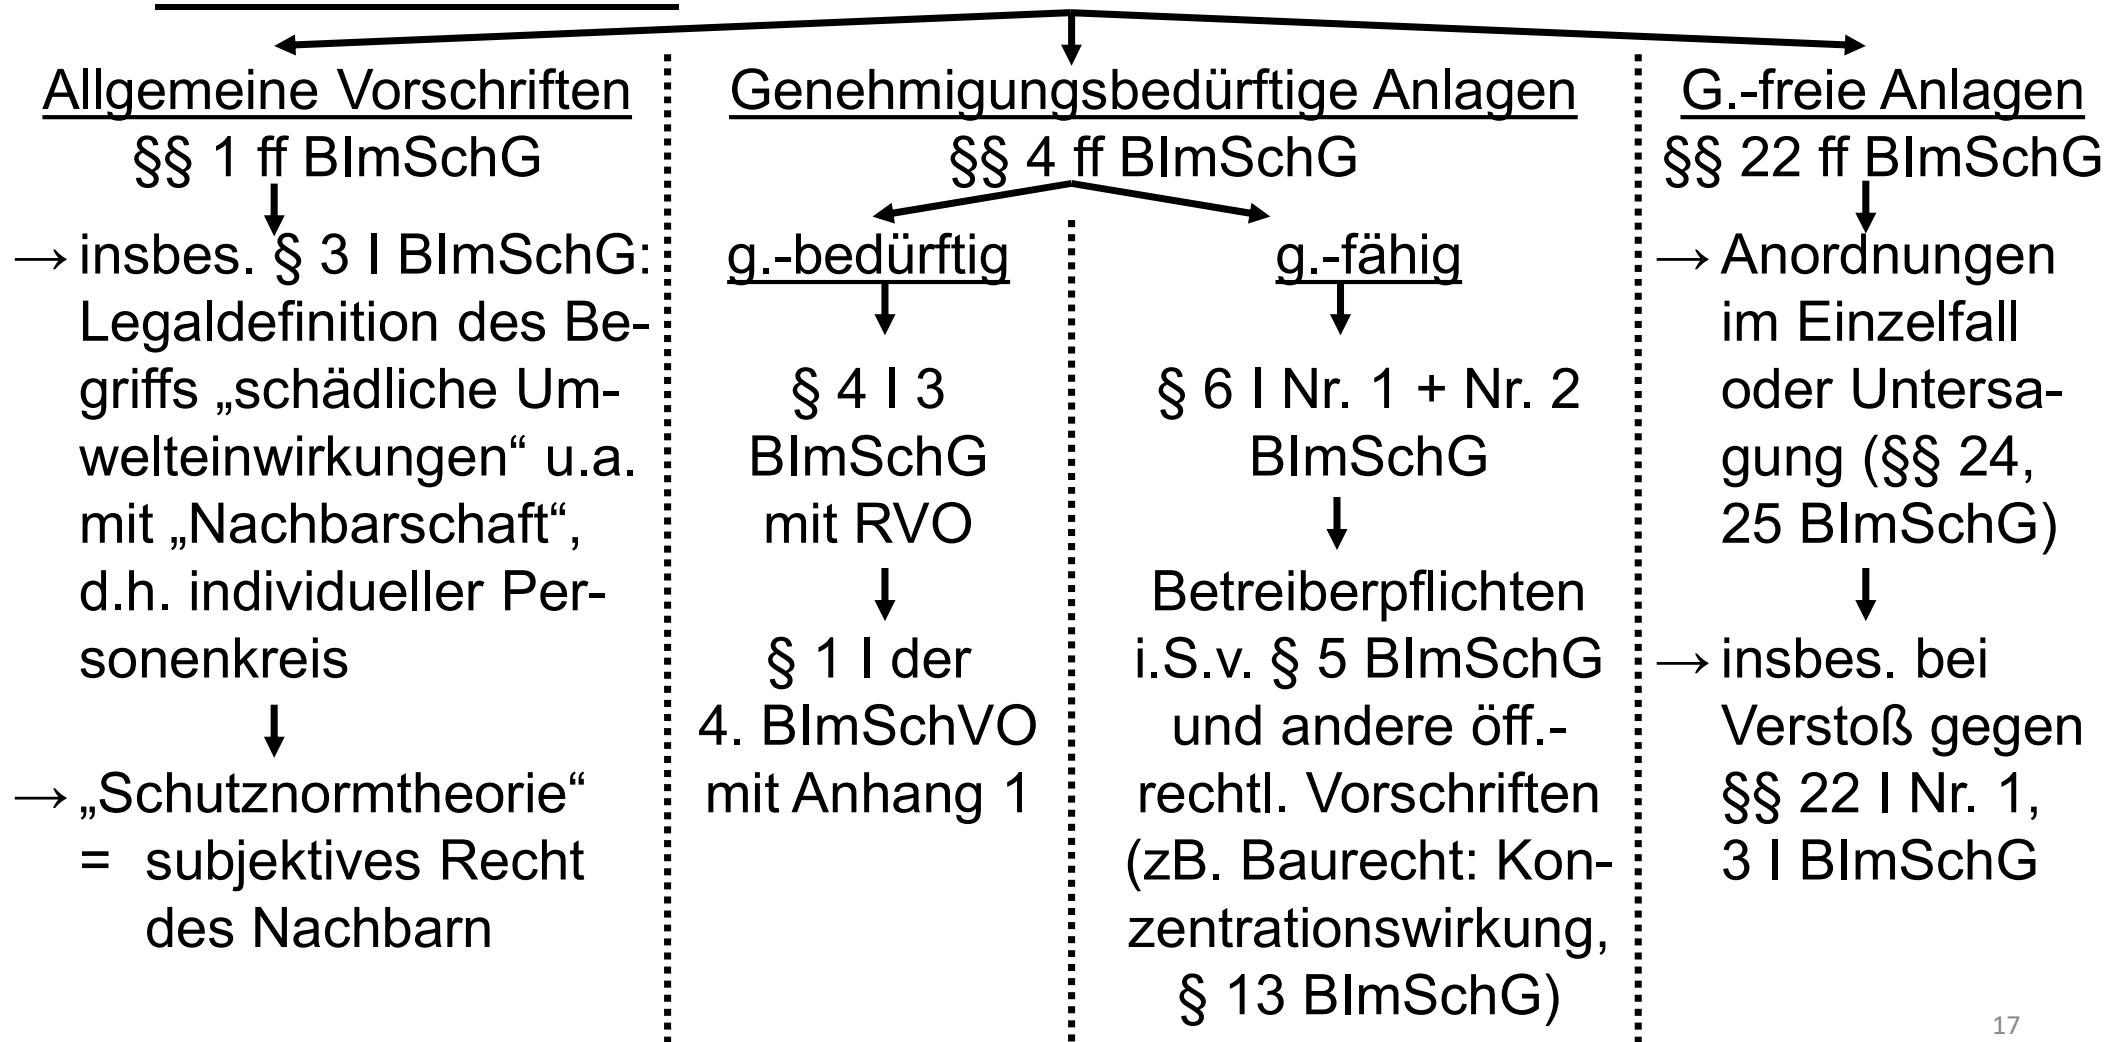 Allgemeine Vorschriften
§§ 1 ff BImSchG
→ insbes. § 3 I BImSchG:
Legaldefinition des Be-
griffs „schädliche Um-
welteinwirkungen“ u.a.
mit „Nachbarschaft“,
d.h. individueller Per-
sonenkreis
→ „Schutznormtheorie“
= subjektives Recht
des Nachbarn
Genehmigungsbedürftige Anlagen
§§ 4 ff BImSchG
g.-bedürftig
§ 4 I 3
BImSchG
mit RVO
§ 1 I der
4. BImSchVO
mit Anhang 1
g.-fähig
§ 6 I Nr. 1 + Nr. 2
BImSchG
Betreiberpflichten
i.S.v. § 5 BImSchG
und andere öff.-
rechtl. Vorschriften
(zB. Baurecht: Kon-
zentrationswirkung,
§ 13 BImSchG)
G.-freie Anlagen
§§ 22 ff BImSchG
→ Anordnungen
im Einzelfall
oder Untersa-
gung (§§ 24,
25 BImSchG)
→ insbes. bei
Verstoß gegen
§§ 22 I Nr. 1,
3 I BImSchG
17